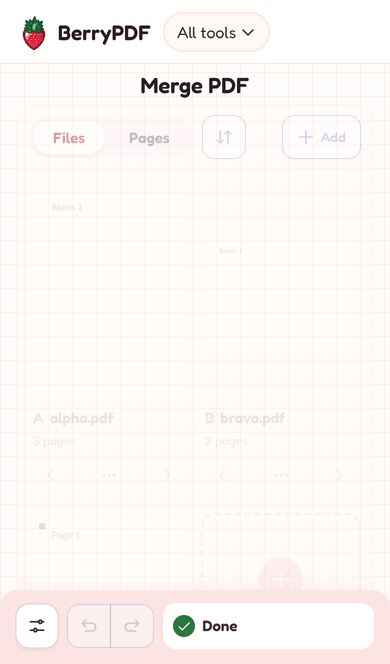 BerryPDF
All tools
Merge PDF
Files
Pages
Add
Alpha 1
Bravo 1
A alpha.pdf
B bravo.pdf
3 pages
2 pages
Page 1
Done